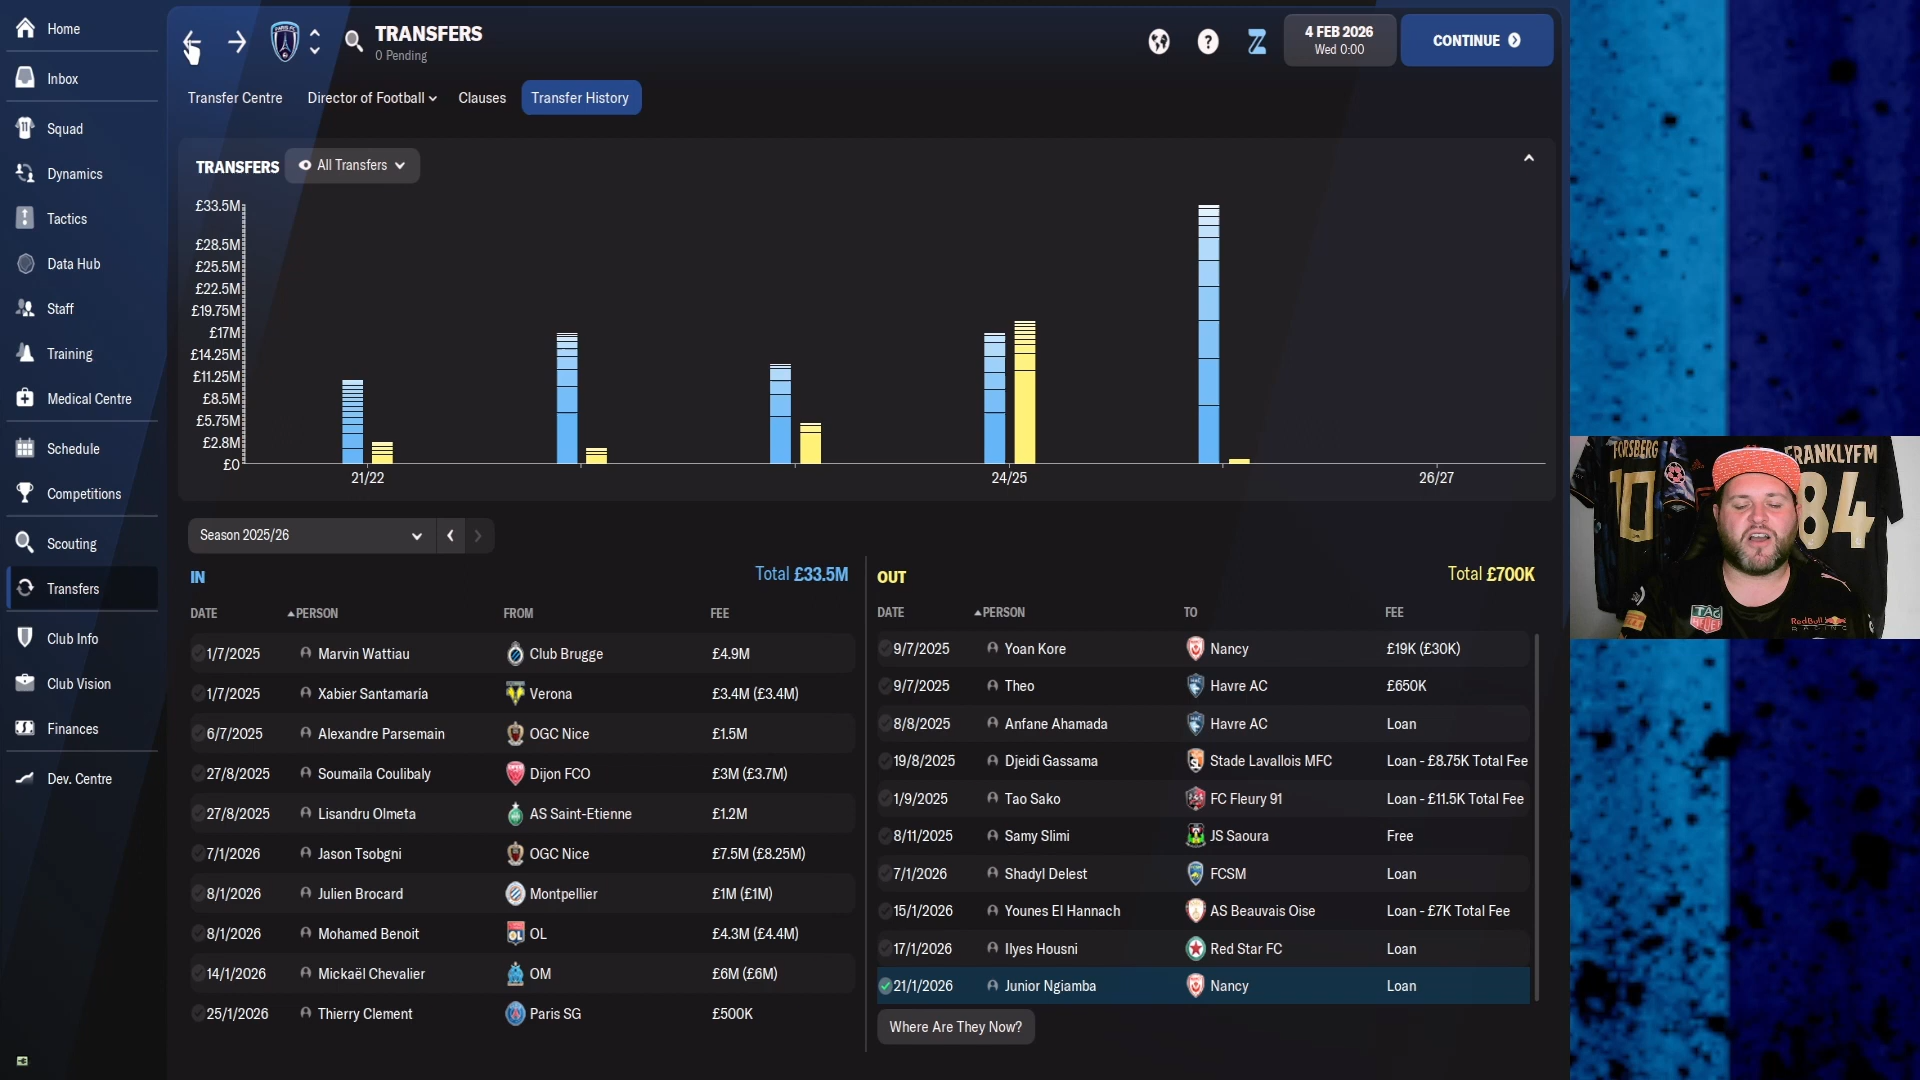 Home
Inbox
Squad
Dynamics
Tactics
Data Hub
Staff
Training
Medical Centre
Schedule
Competitions
Scouting
Transfers
Club Info
Club Vision
Finances
Dev. Centre
TRANSFERS
0 Pending
4 FEB 2026
Wed 0:00
CONTINUE
Transfer Centre
Director of Football
Clauses
Transfer History
TRANSFERS
All Transfers
£33.5M
£28.5M
£25.5M
£22.5M
£19.75M
£17M
£14.25M
£11.25M
£8.5M
£5.75M
£2.8M
£0
21/22
24/25
26/27
Season 2025/26
IN
Total £33.5M
DATE PERSON FROM FEE
1/7/2025 Marvin Wattiau Club Brugge £4.9M
1/7/2025 Xabier Santamaría Verona £3.4M (£3.4M)
6/7/2025 Alexandre Parsemain OGC Nice £1.5M
27/8/2025 Soumaïla Coulibaly Dijon FCO £3M (£3.7M)
27/8/2025 Lisandru Olmeta AS Saint-Etienne £1.2M
7/1/2026 Jason Tsobgni OGC Nice £7.5M (£8.25M)
8/1/2026 Julien Brocard Montpellier £1M (£1M)
8/1/2026 Mohamed Benoit OL £4.3M (£4.4M)
14/1/2026 Mickaël Chevalier OM £6M (£6M)
25/1/2026 Thierry Clement Paris SG £500K
OUT
Total £700K
DATE PERSON TO FEE
9/7/2025 Yoan Kore Nancy £19K (£30K)
9/7/2025 Theo Havre AC £650K
8/8/2025 Anfane Ahamada Havre AC Loan
19/8/2025 Djeidi Gassama Stade Lavallois MFC Loan - £8.75K Total Fee
1/9/2025 Tao Sako FC Fleury 91 Loan - £11.5K Total Fee
8/11/2025 Samy Slimi JS Saoura Free
7/1/2026 Shadyl Delest FCSM Loan
15/1/2026 Younes El Hannach AS Beauvais Oise Loan - £7K Total Fee
17/1/2026 Ilyes Housni Red Star FC Loan
21/1/2026 Junior Ngiamba Nancy Loan
Where Are They Now?
FORSBERG
10
FRANKLYFM
84
TAG
HEUER
RedBull
RACING